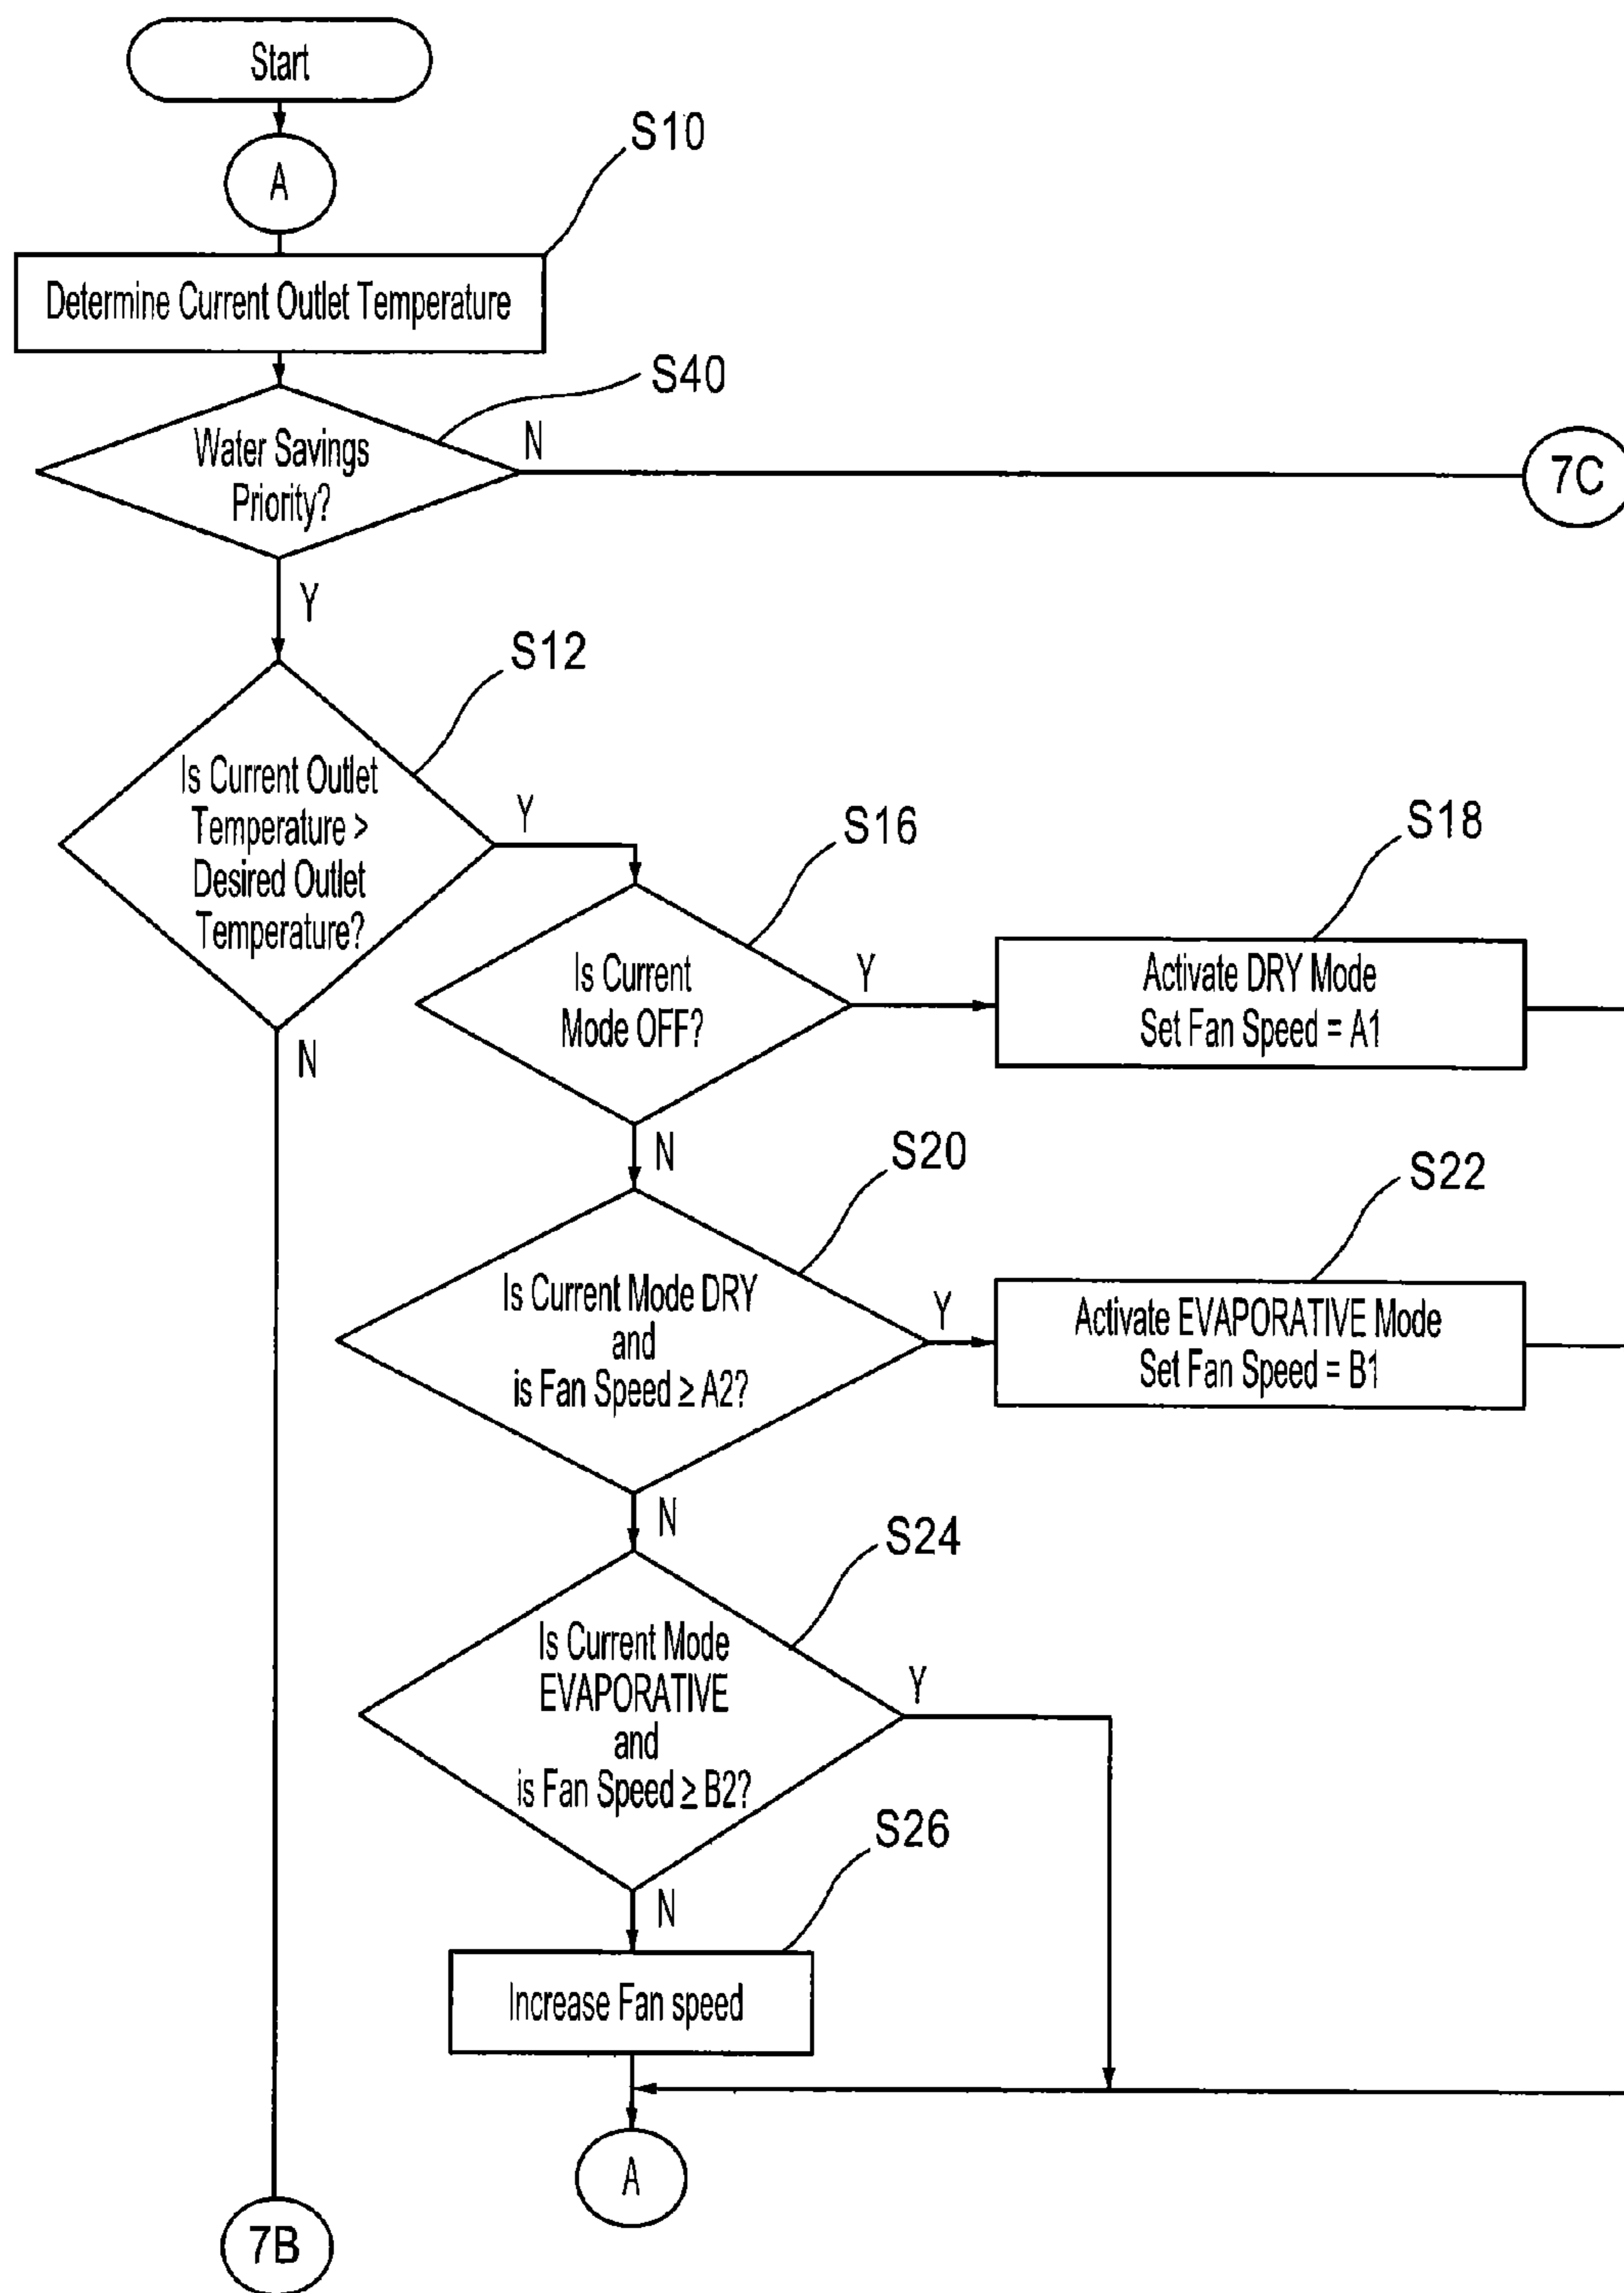 Start
A
S10
Determine Current Outlet Temperature
S40
Water Savings
Priority?
N
7C
Y
S12
Is Current Outlet
Temperature >
Desired Outlet
Temperature?
Y
N
S16
Is Current
Mode OFF?
Y
N
S18
Activate DRY Mode
Set Fan Speed = A1
S20
Is Current Mode DRY
and
is Fan Speed ≥ A2?
Y
N
S22
Activate EVAPORATIVE Mode
Set Fan Speed = B1
S24
Is Current Mode
EVAPORATIVE
and
is Fan Speed ≥ B2?
Y
N
S26
Increase Fan speed
A
7B